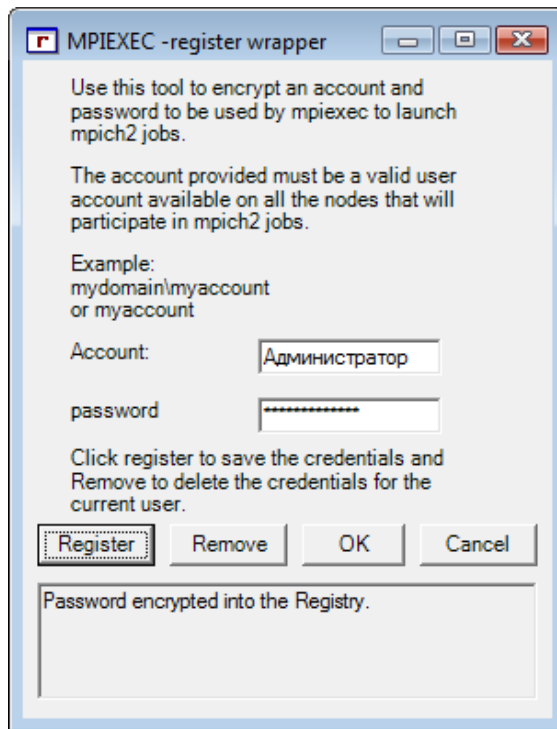 MPIEXEC -register wrapper
Use this tool to encrypt an account and
password to be used by mpiexec to launch
mpich2 jobs.
The account provided must be a valid user
account available on all the nodes that will
participate in mpich2 jobs.
Example:
mydomain\myaccount
or myaccount
Account: Администратор
password *************
Click register to save the credentials and
Remove to delete the credentials for the
current user.
Register Remove OK Cancel
Password encrypted into the Registry.